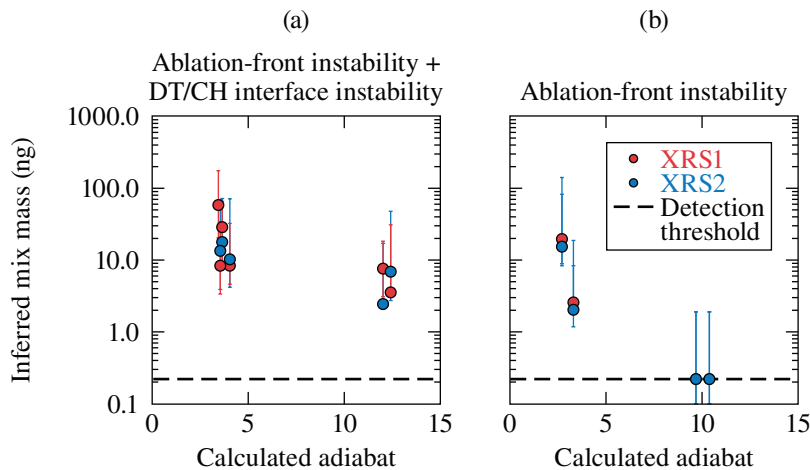 (a)
Ablation-front instability +
DT/CH interface instability
Inferred mix mass (ng)
1000.0
100.0
10.0
1.0
0.1
0
5
10
15
Calculated adiabat
(b)
Ablation-front instability
XRS1
XRS2
Detection
threshold
0
5
10
15
Calculated adiabat